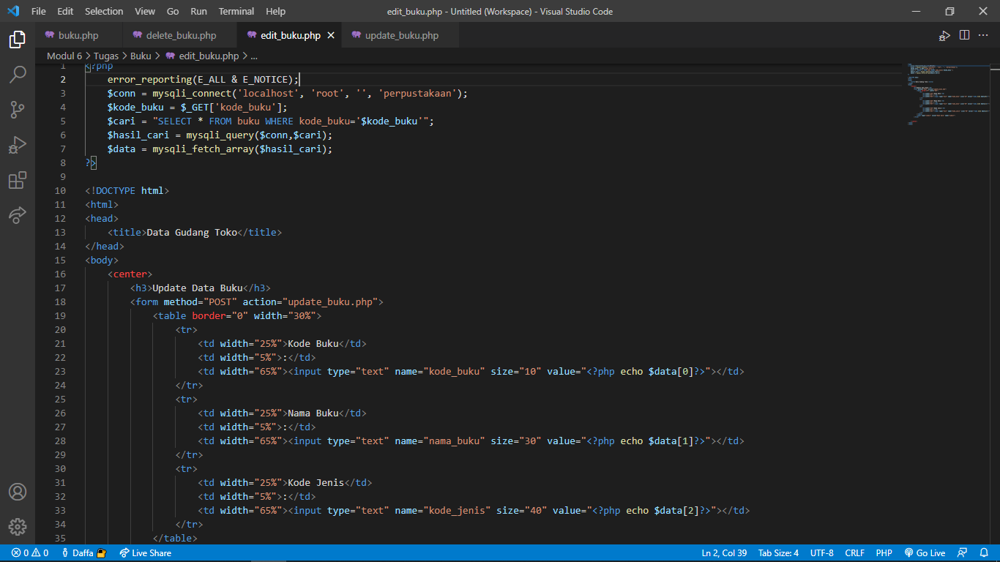 File Edit Selection View Go Run Terminal Help edit_buku.php - Untitled (Workspace) - Visual Studio Code
buku.php delete_buku.php edit_buku.php update_buku.php
Modul 6 > Tugas > Buku > edit_buku.php > ...
1 <?php
2 error_reporting(E_ALL & E_NOTICE);
3 $conn = mysqli_connect('localhost', 'root', '', 'perpustakaan');
4 $kode_buku = $_GET['kode_buku'];
5 $cari = "SELECT * FROM buku WHERE kode_buku='$kode_buku'";
6 $hasil_cari = mysqli_query($conn,$cari);
7 $data = mysqli_fetch_array($hasil_cari);
8 ?>
9
10 <!DOCTYPE html>
11 <html>
12 <head>
13 <title>Data Gudang Toko</title>
14 </head>
15 <body>
16 <center>
17 <h3>Update Data Buku</h3>
18 <form method="POST" action="update_buku.php">
19 <table border="0" width="30%">
20 <tr>
21 <td width="25%">Kode Buku</td>
22 <td width="5%">:</td>
23 <td width="65%"><input type="text" name="kode_buku" size="10" value="<?php echo $data[0]?>"></td>
24 </tr>
25 <tr>
26 <td width="25%">Nama Buku</td>
27 <td width="5%">:</td>
28 <td width="65%"><input type="text" name="nama_buku" size="30" value="<?php echo $data[1]?>"></td>
29 </tr>
30 <tr>
31 <td width="25%">Kode Jenis</td>
32 <td width="5%">:</td>
33 <td width="65%"><input type="text" name="kode_jenis" size="40" value="<?php echo $data[2]?>"></td>
34 </tr>
35 </table>
0 0 Daffa Live Share Ln 2, Col 39 Tab Size: 4 UTF-8 CRLF PHP Go Live